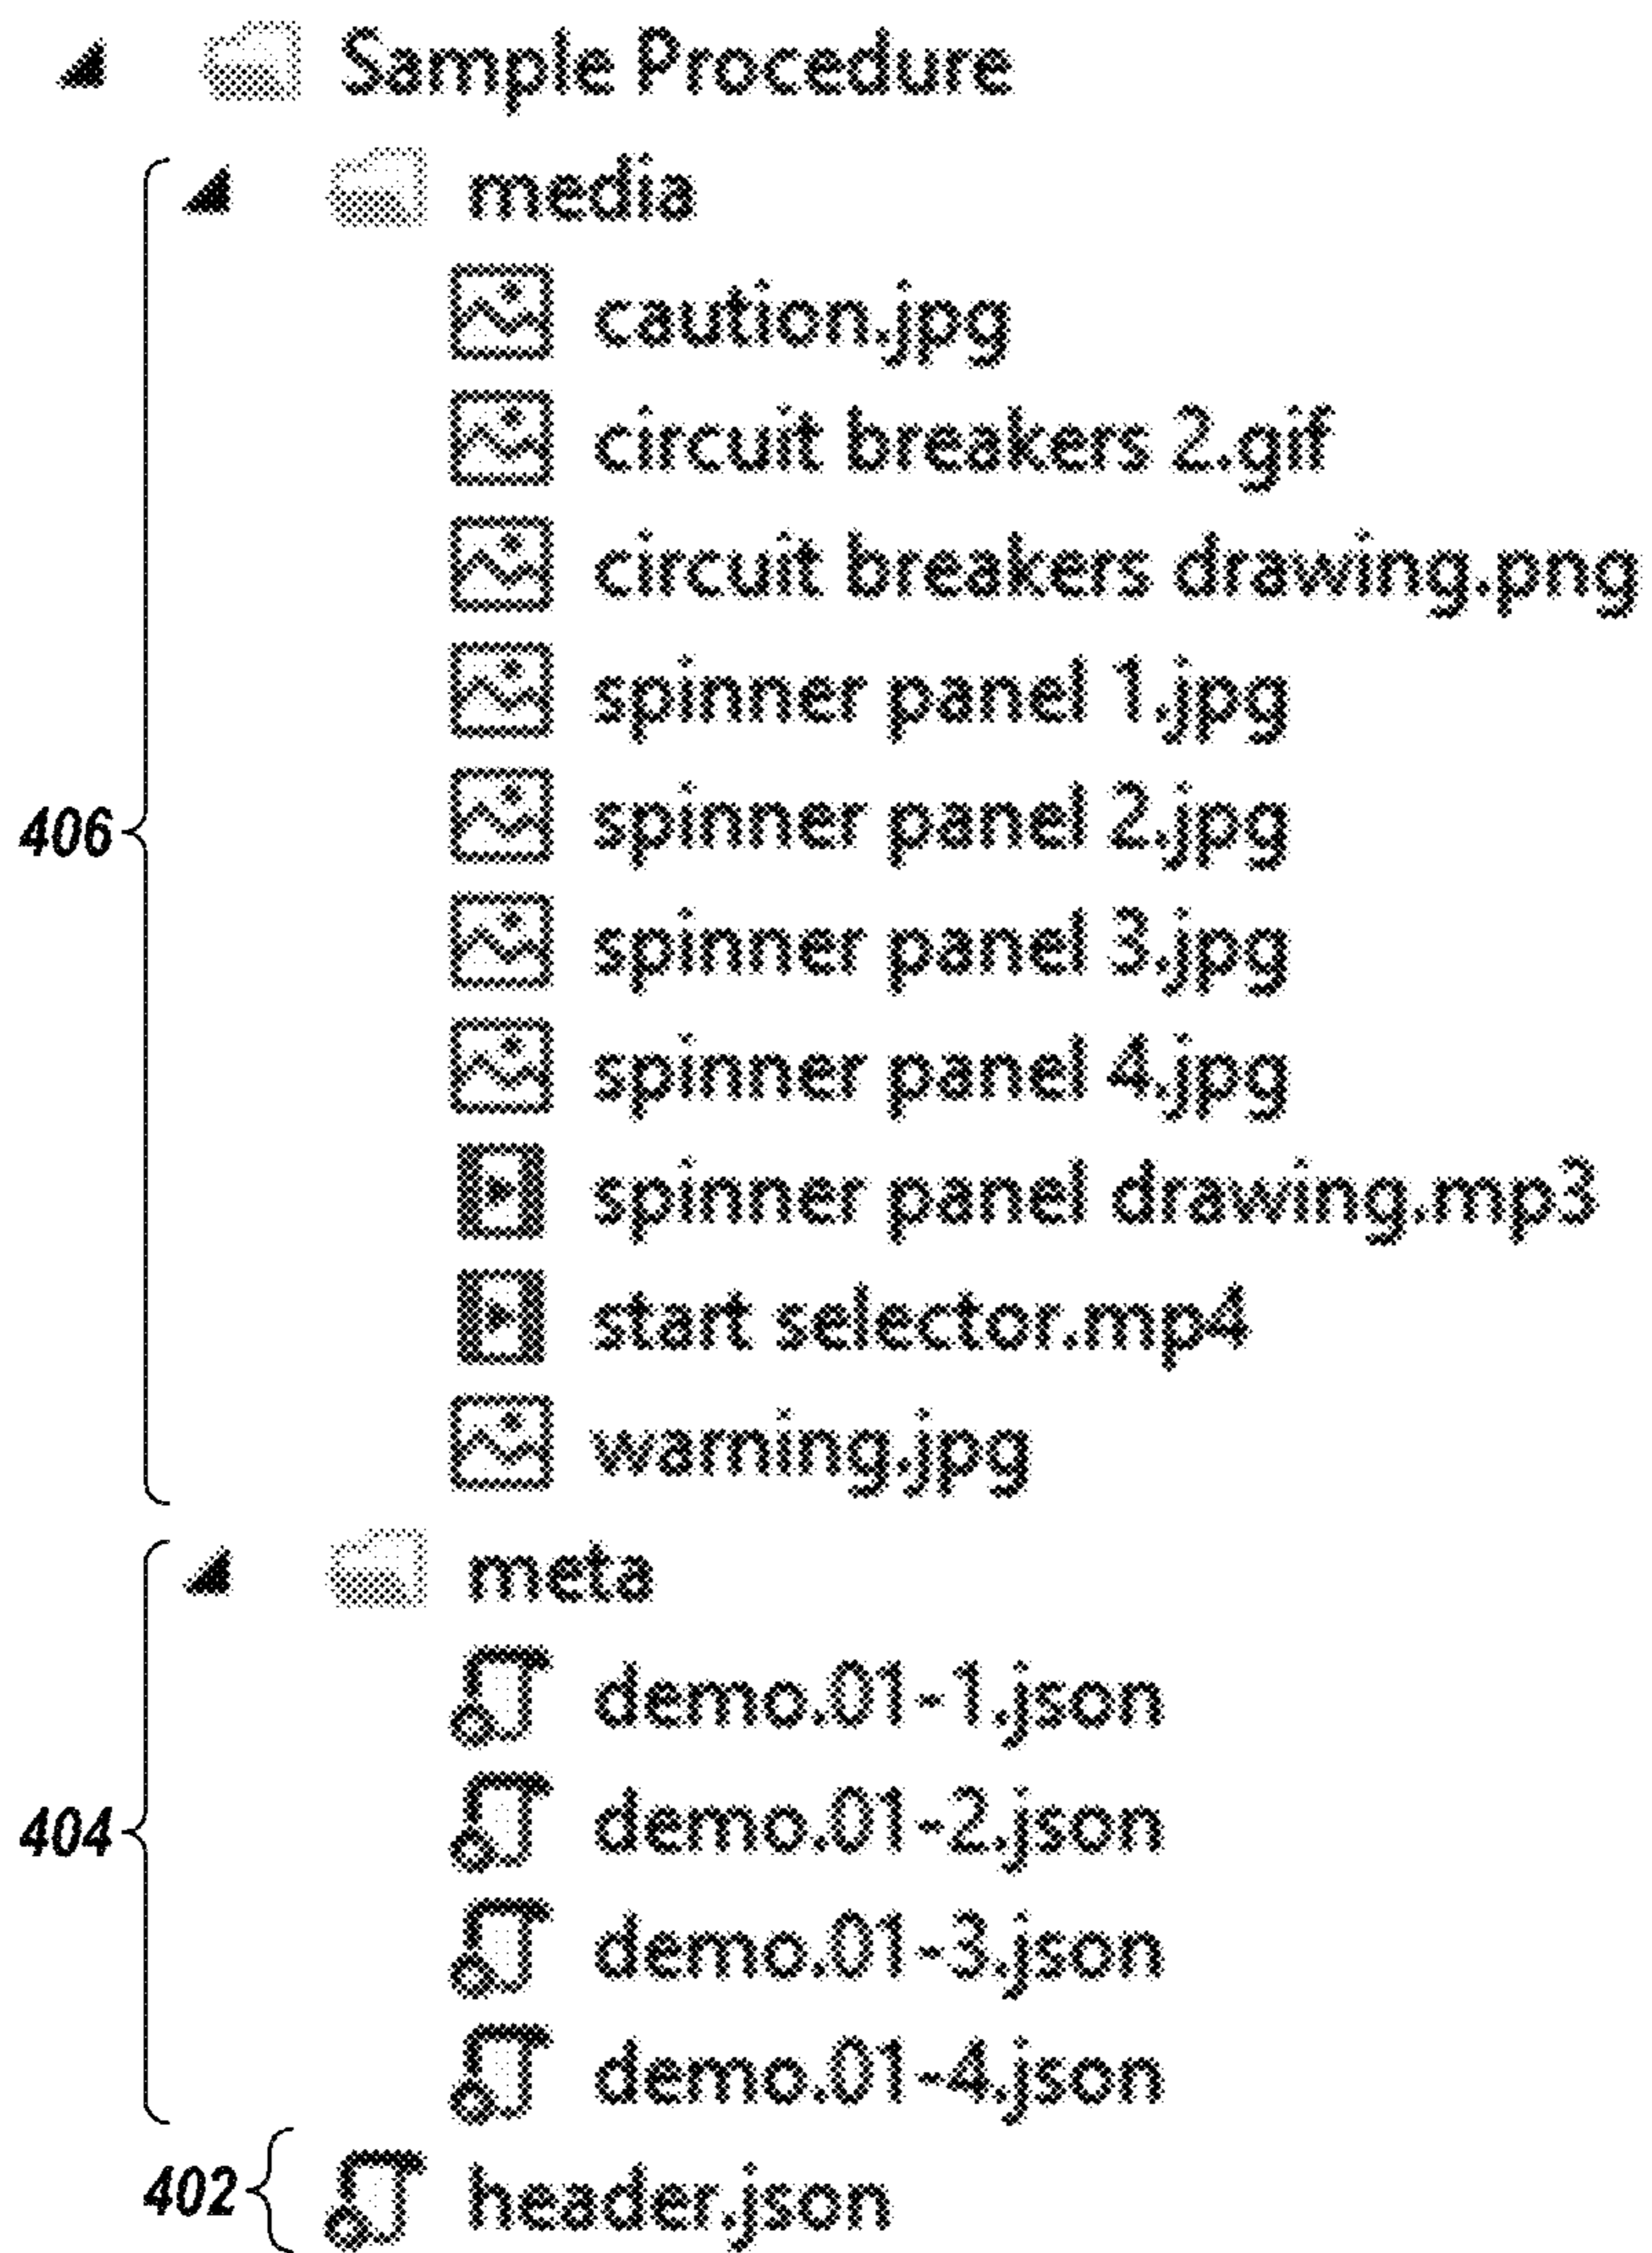 Sample Procedure
media
caution.jpg
circuit breakers 2.gif
circuit breakers drawing.png
spinner panel 1.jpg
406 spinner panel 2.jpg
spinner panel 3.jpg
spinner panel 4.jpg
spinner panel drawing.mp3
start selector.mp4
warning.jpg
meta
demo.01-1.json
404 demo.01-2.json
demo.01-3.json
demo.01-4.json
402 header.json